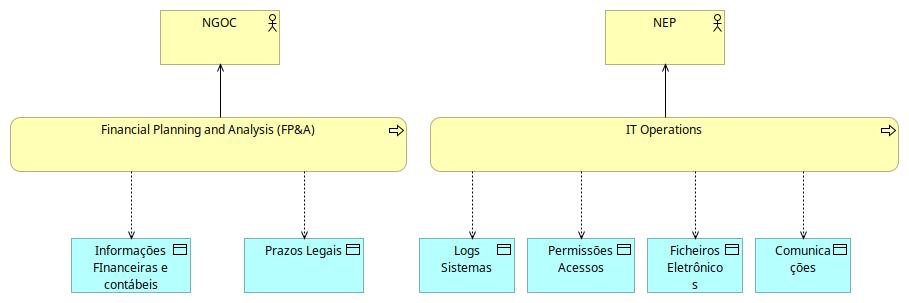 NGOC
NEP
Financial Planning and Analysis (FP&A)
IT Operations
Informações
FInanceiras e
contábeis
Prazos Legais
Logs
Sistemas
Permissões
Acessos
Ficheiros
Eletrônico
s
Comunica
ções